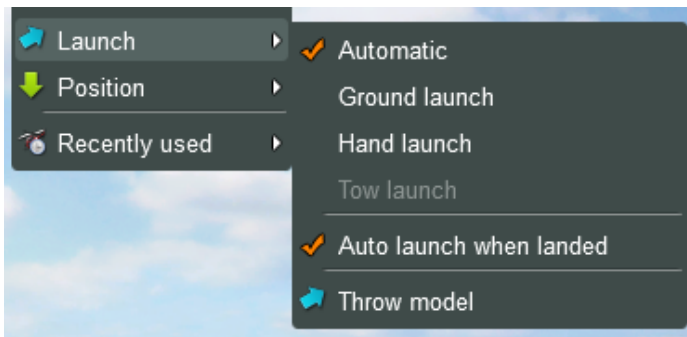 Launch
Position
Recently used
Automatic
Ground launch
Hand launch
Tow launch
Auto launch when landed
Throw model